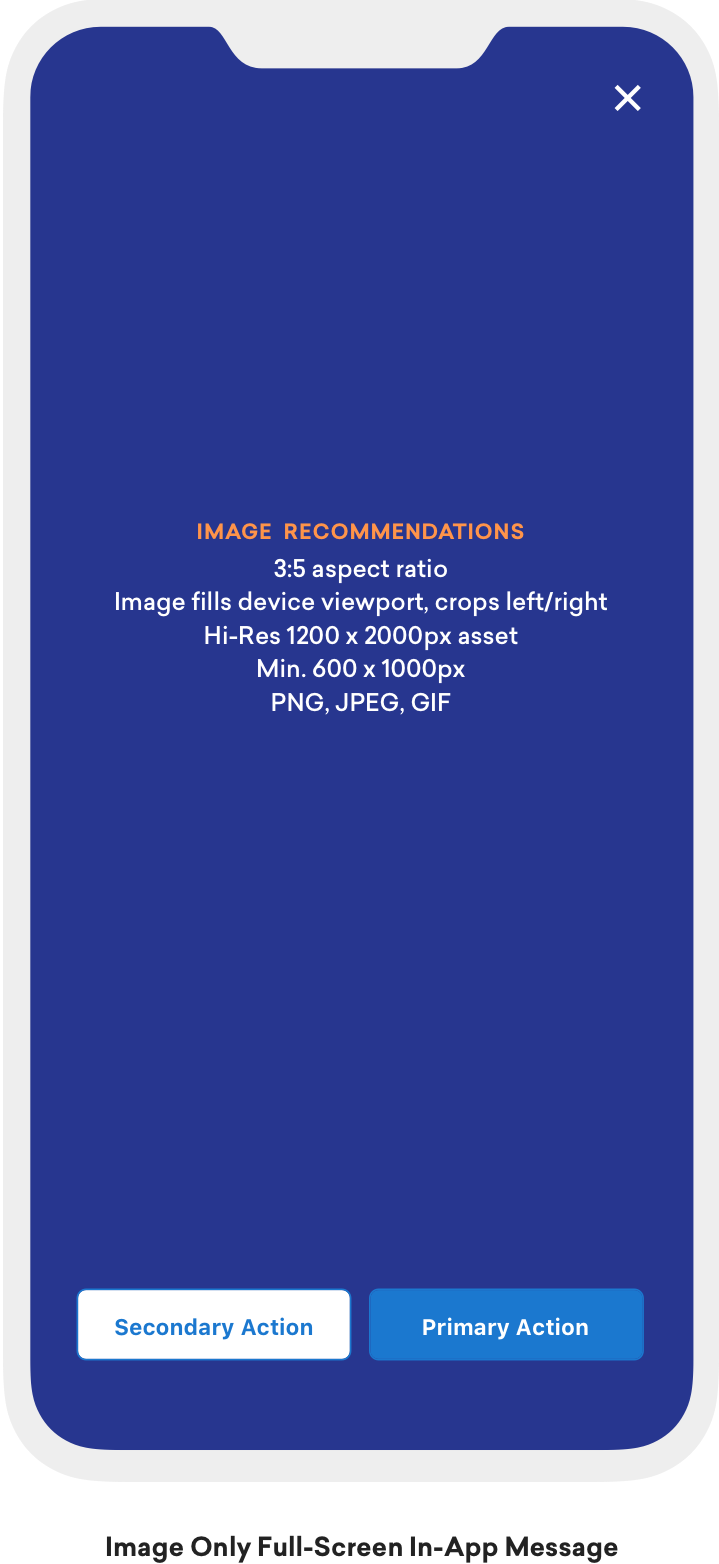 IMAGE RECOMMENDATIONS
3:5 aspect ratio
Image fills device viewport, crops left/right
Hi-Res 1200 x 2000px asset
Min. 600 x 1000px
PNG, JPEG, GIF
Secondary Action
Primary Action
Image Only Full-Screen In-App Message